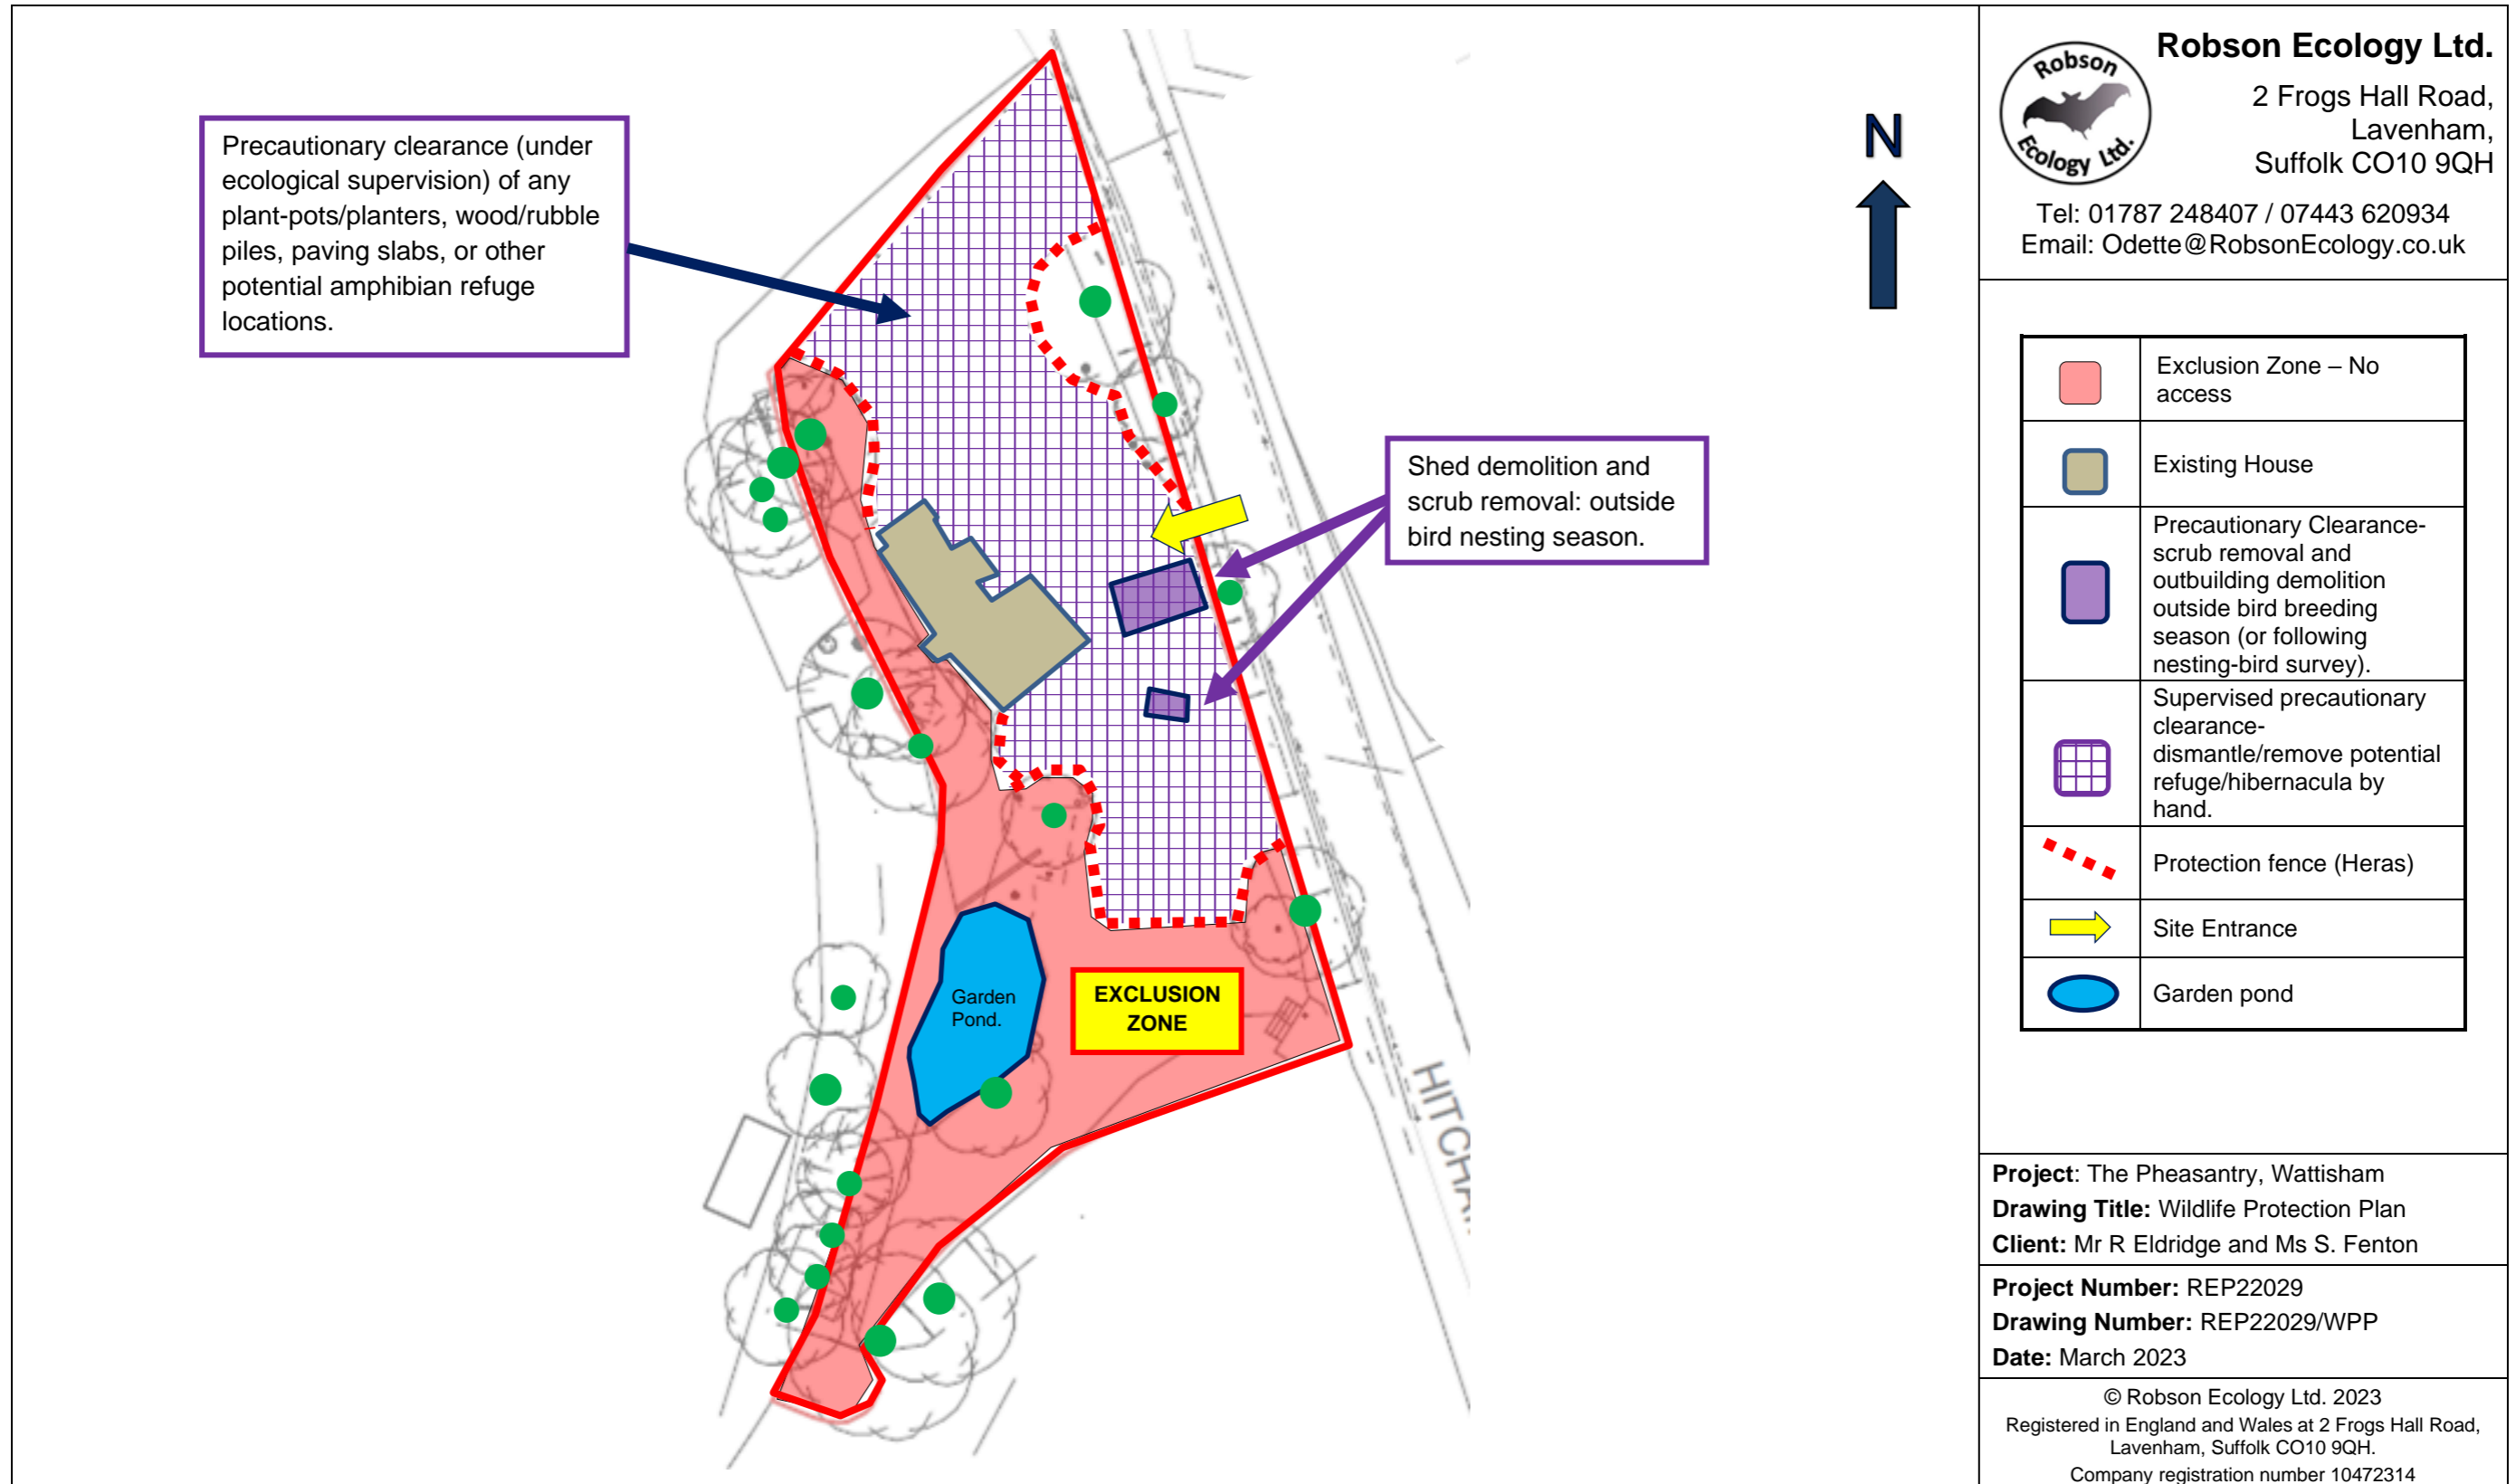 Precautionary clearance (under
ecological supervision) of any
plant-pots/planters, wood/rubble
piles, paving slabs, or other
potential amphibian refuge
locations.
N
Shed demolition and
scrub removal: outside
bird nesting season.
Garden
Pond.
EXCLUSION
ZONE
Robson
Ecology Ltd.
Robson Ecology Ltd.
2 Frogs Hall Road,
Lavenham,
Suffolk CO10 9QH
Tel: 01787 248407 / 07443 620934
Email: Odette@RobsonEcology.co.uk
Exclusion Zone – No
access
Existing House
Precautionary Clearance-
scrub removal and
outbuilding demolition
outside bird breeding
season (or following
nesting-bird survey).
Supervised precautionary
clearance-
dismantle/remove potential
refuge/hibernacula by
hand.
Protection fence (Heras)
Site Entrance
Garden pond
Project: The Pheasantry, Wattisham
Drawing Title: Wildlife Protection Plan
Client: Mr R Eldridge and Ms S. Fenton
Project Number: REP22029
Drawing Number: REP22029/WPP
Date: March 2023
© Robson Ecology Ltd. 2023
Registered in England and Wales at 2 Frogs Hall Road,
Lavenham, Suffolk CO10 9QH.
Company registration number 10472314